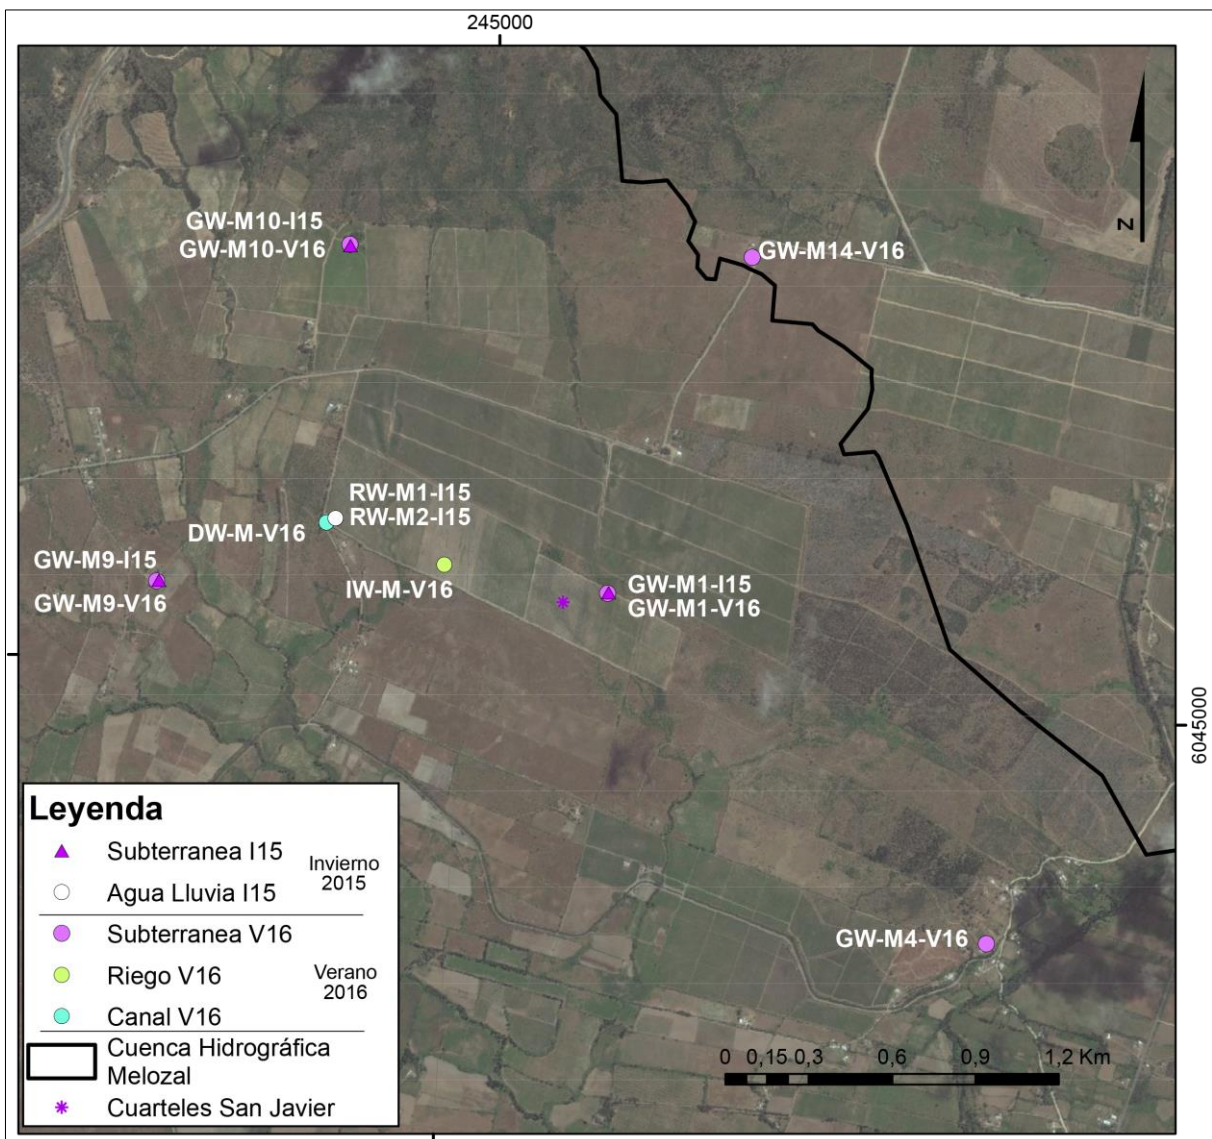 245000
Z
GW-M10-I15
GW-M10-V16
GW-M14-V16
RW-M1-I15
RW-M2-I15
DW-M-V16
GW-M9-I15
GW-M9-V16
IW-M-V16
GW-M1-I15
GW-M1-V16
6045000
GW-M4-V16
Leyenda
Subterranea I15
Agua Lluvia I15
Invierno
2015
Subterranea V16
Riego V16
Canal V16
Verano
2016
Cuenca Hidrográfica
Melozal
Cuarteles San Javier
0 0,15 0,3 0,6 0,9 1,2 Km